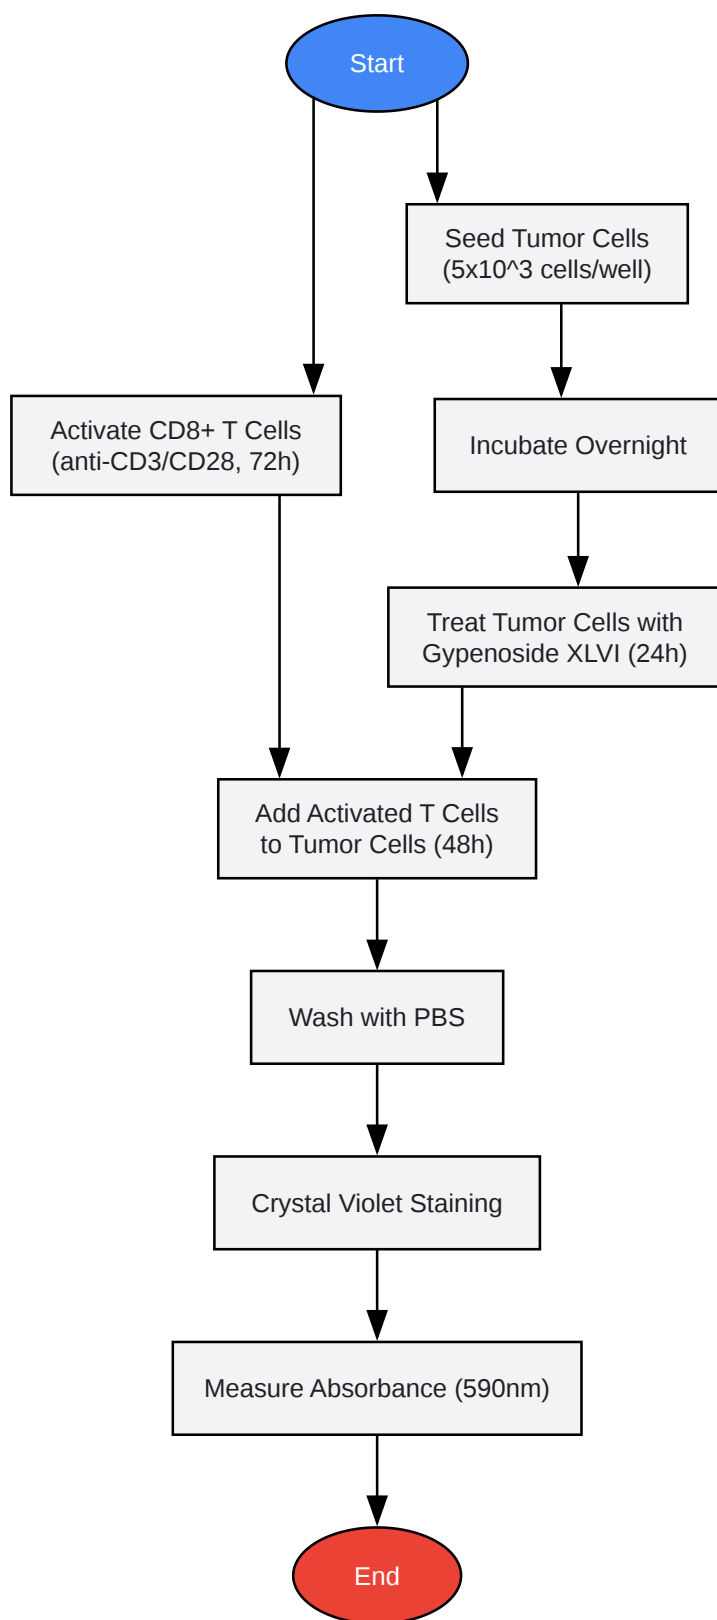 Start
Seed Tumor Cells
(5x10^3 cells/well)
Activate CD8+ T Cells
(anti-CD3/CD28, 72h)
Incubate Overnight
Treat Tumor Cells with
Gypenoside XLVI (24h)
Add Activated T Cells
to Tumor Cells (48h)
Wash with PBS
Crystal Violet Staining
Measure Absorbance (590nm)
End